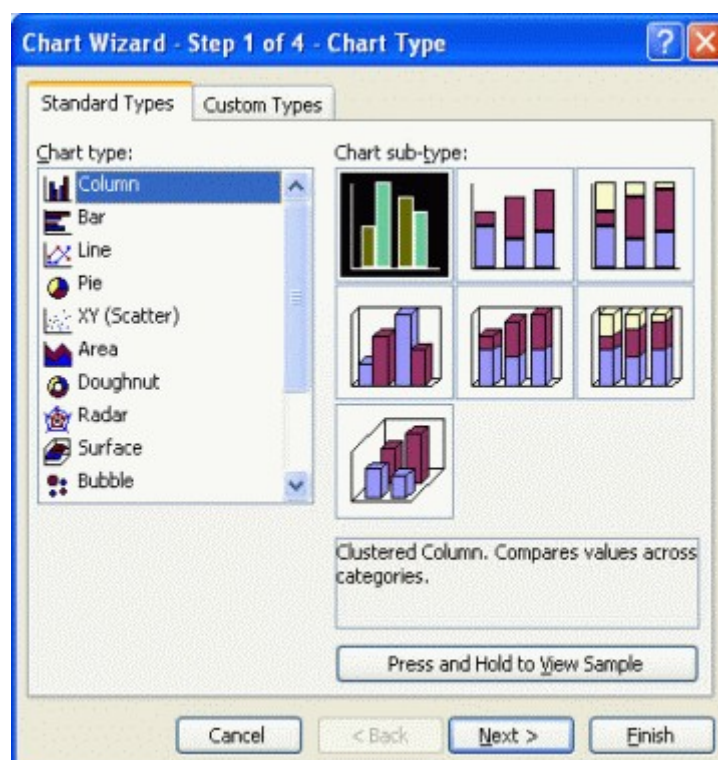 Chart Wizard - Step 1 of 4 - Chart Type
Standard Types
Custom Types
Chart type:
Column
Bar
Line
Pie
XY (Scatter)
Area
Doughnut
Radar
Surface
Bubble
Chart sub-type:
Clustered Column. Compares values across
categories.
Press and Hold to View Sample
Cancel
< Back
Next >
Finish